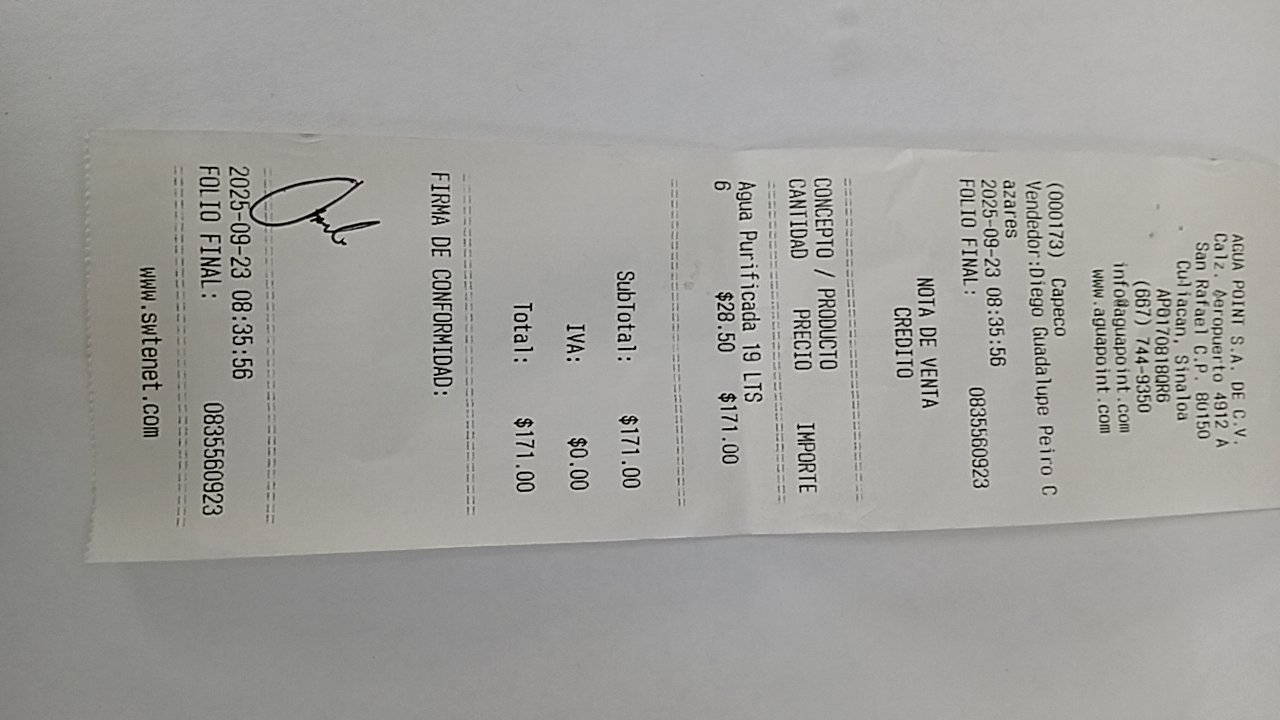 AGUA POINT S.A. DE C.V.
Calz. Aeropuerto 4912 A
San Rafael C.P. 80150
Culiacan, Sinaloa
APO170818QR6
(667) 744-9350
info@aguapoint.com
www.aguapoint.com
(000173) Capeco
Vendedor:Diego Guadalupe Peiro C
azares
2025-09-23 08:35:56
FOLIO FINAL: 0835560923
NOTA DE VENTA
CREDITO
CONCEPTO / PRODUCTO
CANTIDAD PRECIO IMPORTE
Agua Purificada 19 LTS
6 $28.50 $171.00
SubTotal: $171.00
IVA: $0.00
Total: $171.00
FIRMA DE CONFORMIDAD:
2025-09-23 08:35:56
FOLIO FINAL: 0835560923
www.swtenet.com